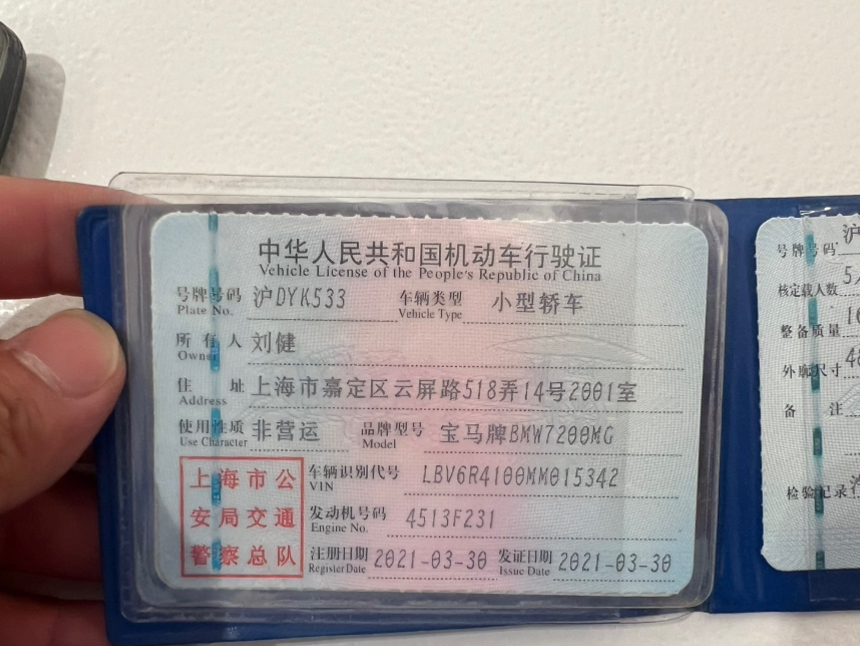 中华人民共和国机动车行驶证
Vehicle License of the People's Republic of China
号牌号码 沪DYK533 车辆类型 小型轿车
Plate No. Vehicle Type
所有人 刘健
Owner
住址 上海市嘉定区云屏路518弄14号2001室
Address
使用性质 非营运 品牌型号 宝马牌BMW7200MG
Use Character Model
上海市公 车辆识别代号 LBV6R4100MM015342
VIN
安局交通 发动机号码 4513F231
Engine No.
警察总队 注册日期 2021-03-30 发证日期 2021-03-30
Register Date Issue Date
号牌号码 沪
核定载人数 5
整备质量 16
外廓尺寸 48
备注
检验记录